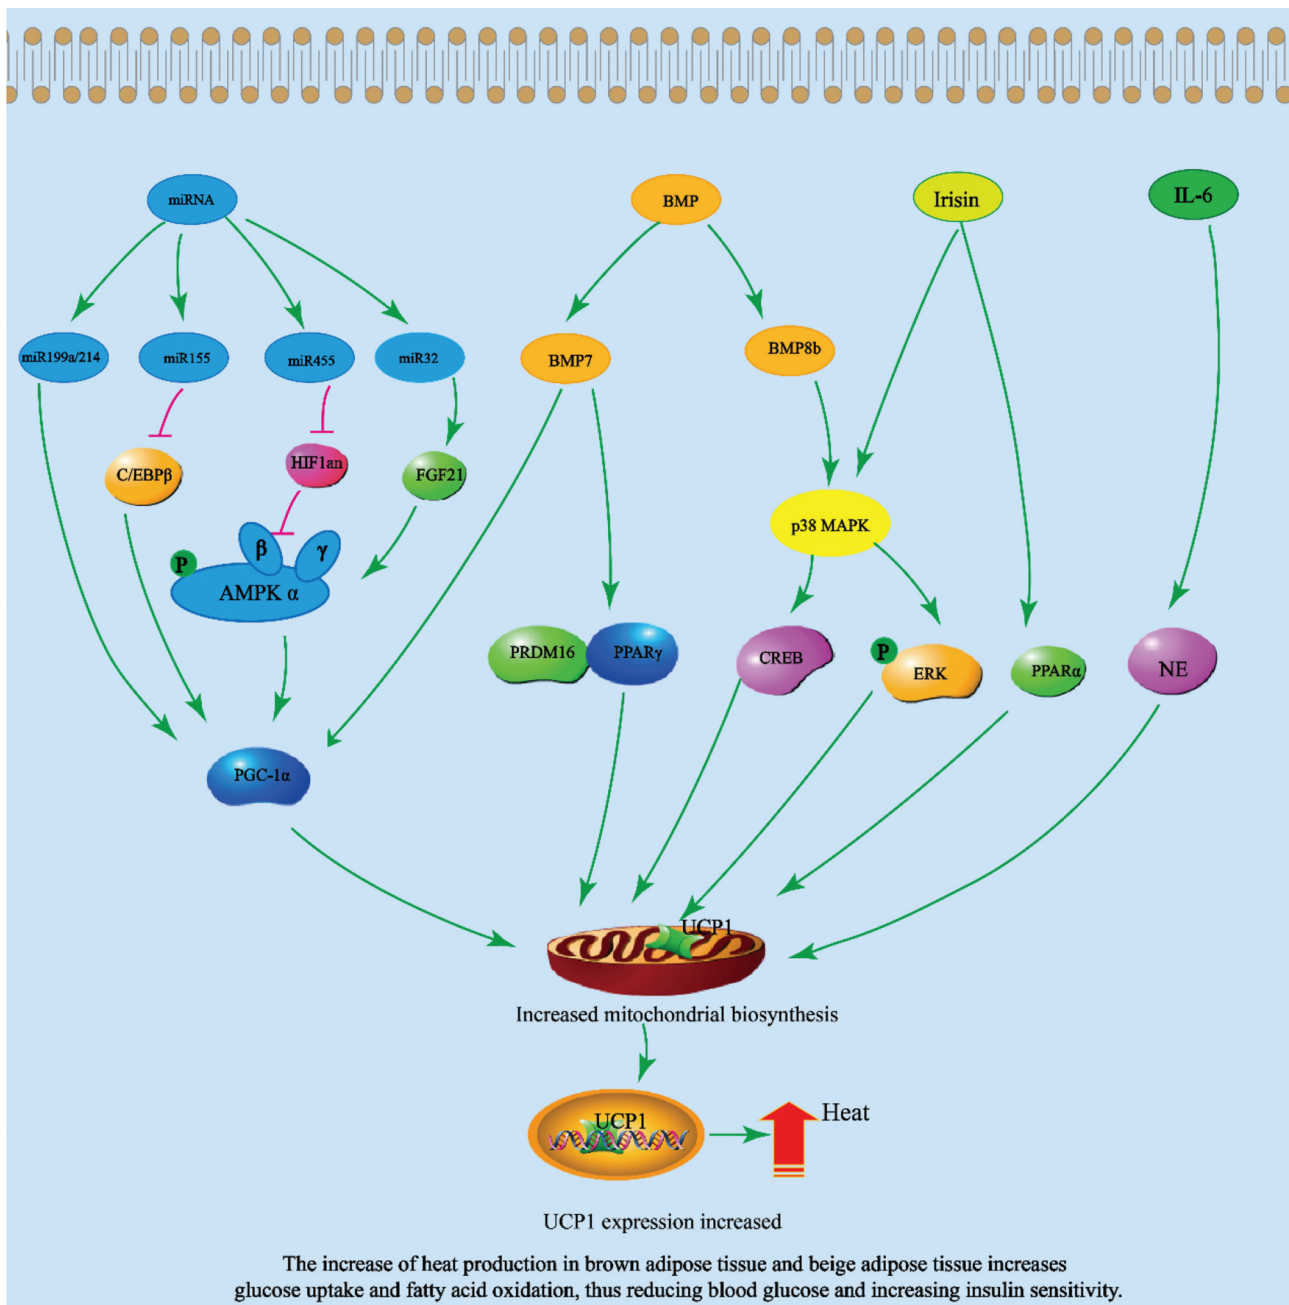 miRNA
BMP
Irisin
IL-6
miR199a/214
miR155
miR455
miR32
BMP7
BMP8b
C/EBPβ
HIF1an
FGF21
p38 MAPK
β
γ
P
AMPK α
PRDM16
PPARγ
CREB
P
ERK
PPARα
NE
PGC-1α
UCP1
Increased mitochondrial biosynthesis
UCP1
Heat
UCP1 expression increased
The increase of heat production in brown adipose tissue and beige adipose tissue increases
glucose uptake and fatty acid oxidation, thus reducing blood glucose and increasing insulin sensitivity.